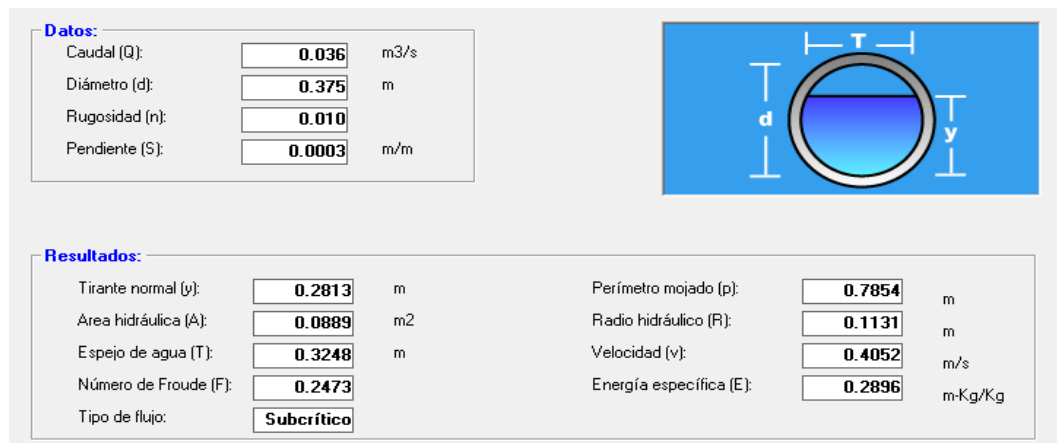 Datos:
Caudal (Q): 0.036 m3/s
Diámetro (d): 0.375 m
Rugosidad (n): 0.010
Pendiente (S): 0.0003 m/m
T
d
y
Resultados:
Tirante normal (y): 0.2813 m
Area hidráulica (A): 0.0889 m2
Espejo de agua (T): 0.3248 m
Número de Froude (F): 0.2473
Tipo de flujo: Subcrítico
Perímetro mojado (p): 0.7854 m
Radio hidráulico (R): 0.1131 m
Velocidad (v): 0.4052 m/s
Energía específica (E): 0.2896 m-Kg/Kg